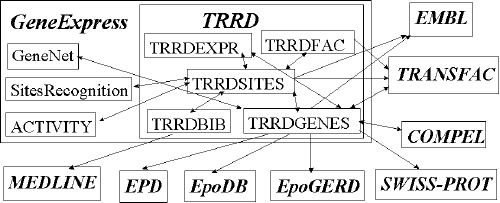 GeneExpress
TRRD
EMBL
TRRDEXPR
TRRDFAC
GeneNet
TRANSFAC
TRRDSITES
SitesRecognition
ACTIVITY
TRRDBIB
TRRDGENES
COMPEL
MEDLINE
EPD
EpoDB
EpoGERD
SWISS-PROT